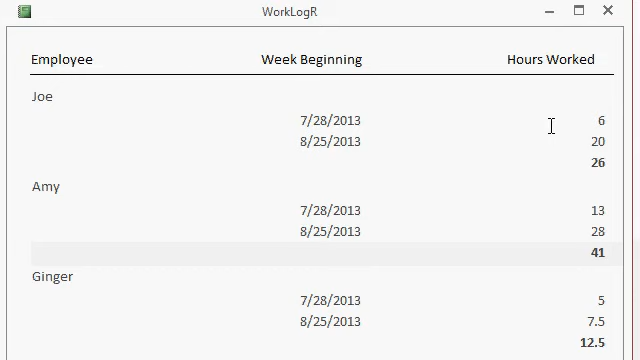 WorkLogR
Employee Week Beginning Hours Worked
Joe
7/28/2013 6
8/25/2013 20
26
Amy
7/28/2013 13
8/25/2013 28
41
Ginger
7/28/2013 5
8/25/2013 7.5
12.5